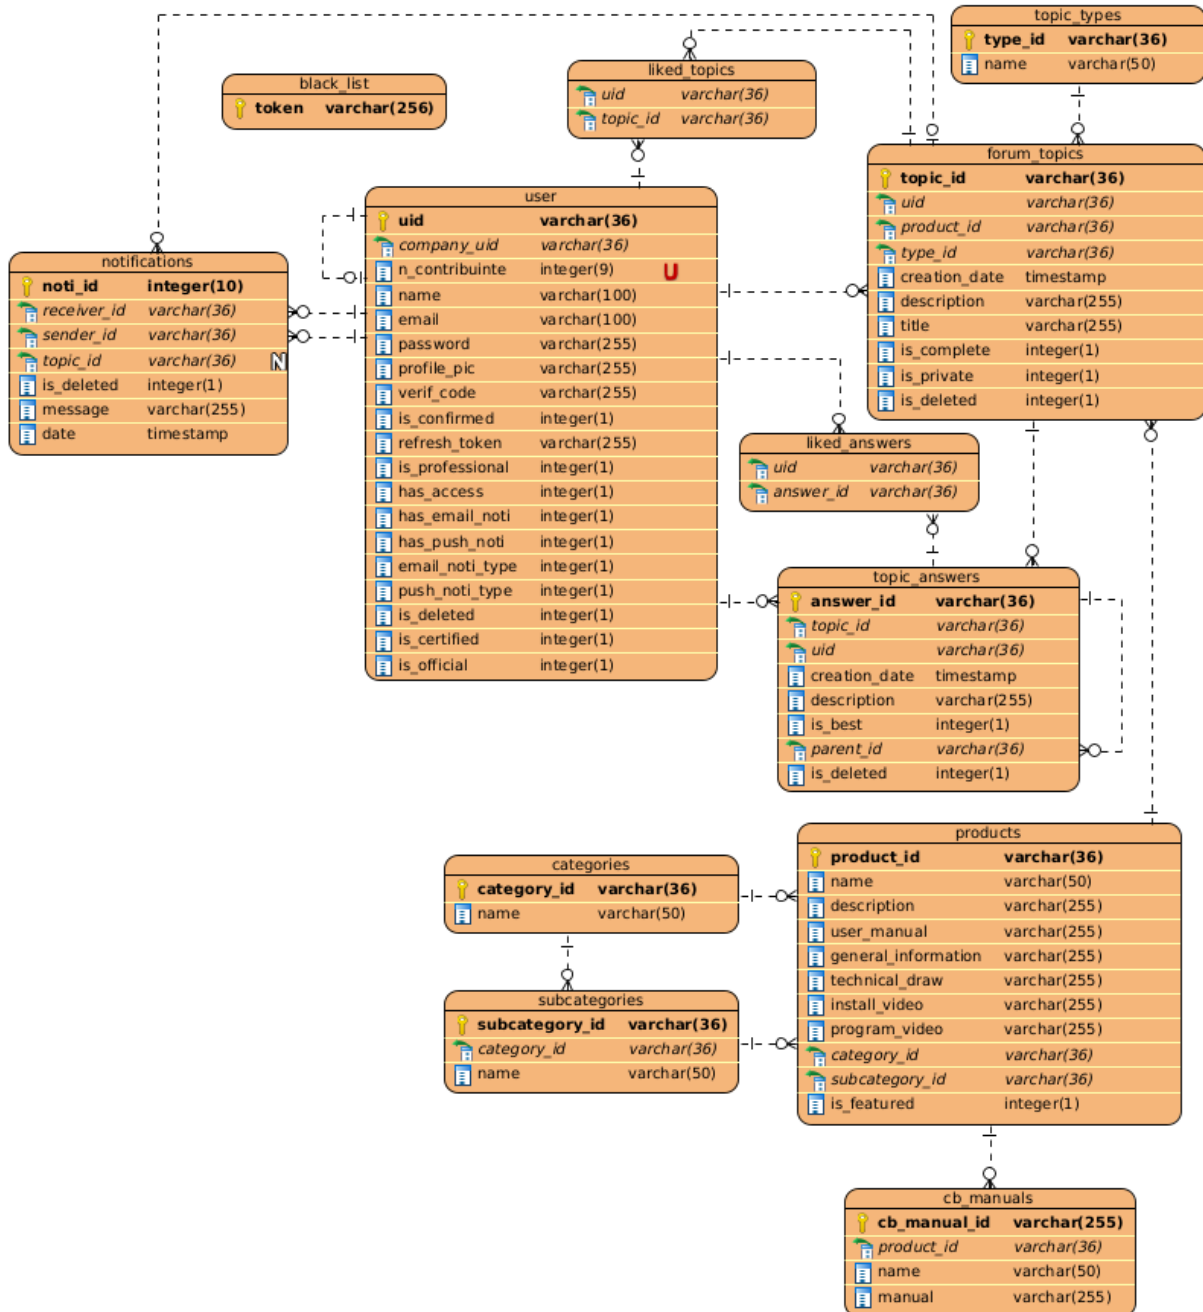 topic_types
type_id varchar(36)
name varchar(50)
liked_topics
uid varchar(36)
topic_id varchar(36)
black_list
token varchar(256)
forum_topics
topic_id varchar(36)
uid varchar(36)
product_id varchar(36)
type_id varchar(36)
creation_date timestamp
description varchar(255)
title varchar(255)
is_complete integer(1)
is_private integer(1)
is_deleted integer(1)
user
uid varchar(36)
company_uid varchar(36)
n_contribuinte integer(9) U
name varchar(100)
email varchar(100)
password varchar(255)
profile_pic varchar(255)
verif_code varchar(255)
is_confirmed integer(1)
refresh_token varchar(255)
is_professional integer(1)
has_access integer(1)
has_email_noti integer(1)
has_push_noti integer(1)
email_noti_type integer(1)
push_noti_type integer(1)
is_deleted integer(1)
is_certified integer(1)
is_official integer(1)
notifications
noti_id integer(10)
receiver_id varchar(36)
sender_id varchar(36)
topic_id varchar(36) N
is_deleted integer(1)
message varchar(255)
date timestamp
liked_answers
uid varchar(36)
answer_id varchar(36)
topic_answers
answer_id varchar(36)
topic_id varchar(36)
uid varchar(36)
creation_date timestamp
description varchar(255)
is_best integer(1)
parent_id varchar(36)
is_deleted integer(1)
products
product_id varchar(36)
name varchar(50)
description varchar(255)
user_manual varchar(255)
general_information varchar(255)
technical_draw varchar(255)
install_video varchar(255)
program_video varchar(255)
category_id varchar(36)
subcategory_id varchar(36)
is_featured integer(1)
categories
category_id varchar(36)
name varchar(50)
subcategories
subcategory_id varchar(36)
category_id varchar(36)
name varchar(50)
cb_manuals
cb_manual_id varchar(255)
product_id varchar(36)
name varchar(50)
manual varchar(255)